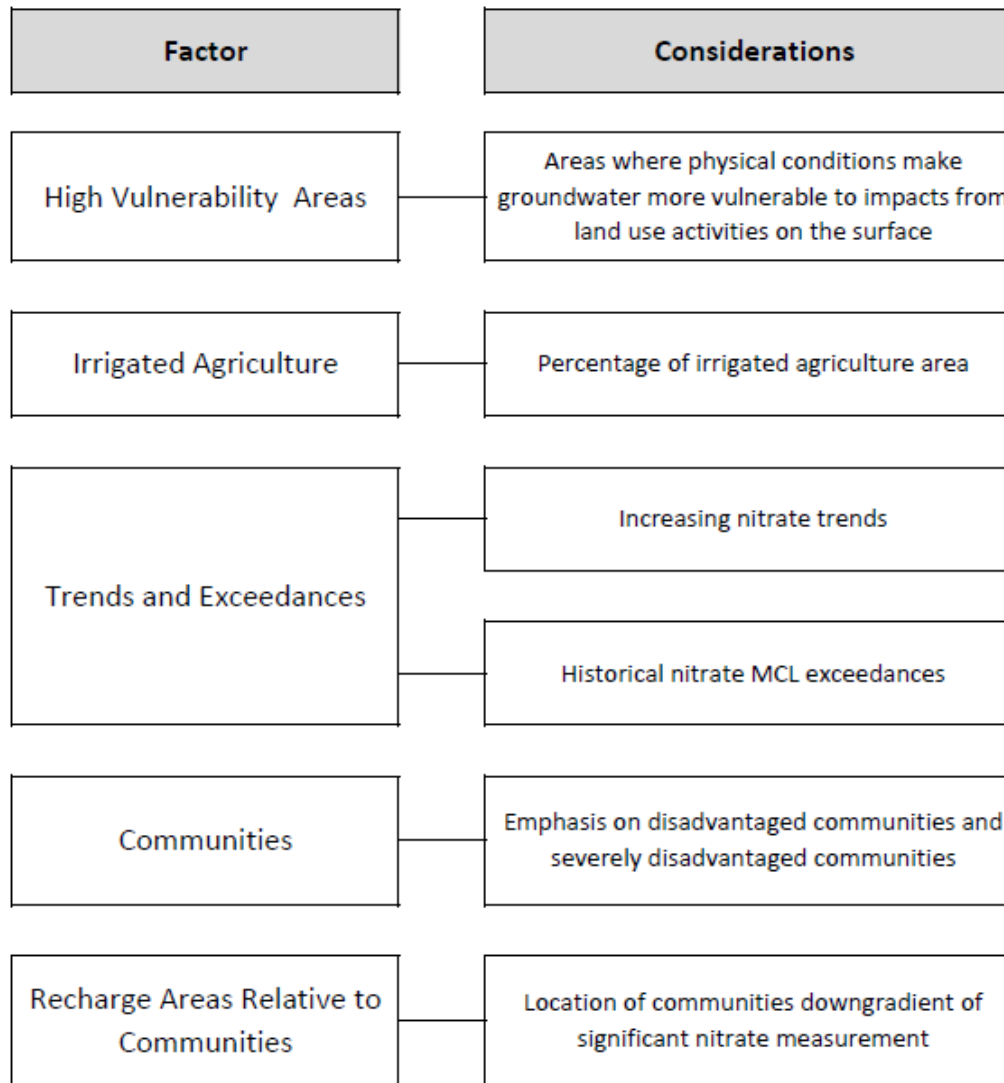 Factor
Considerations
High Vulnerability Areas
Areas where physical conditions make
groundwater more vulnerable to impacts from
land use activities on the surface
Irrigated Agriculture
Percentage of irrigated agriculture area
Trends and Exceedances
Increasing nitrate trends
Historical nitrate MCL exceedances
Communities
Emphasis on disadvantaged communities and
severely disadvantaged communities
Recharge Areas Relative to
Communities
Location of communities downgradient of
significant nitrate measurement